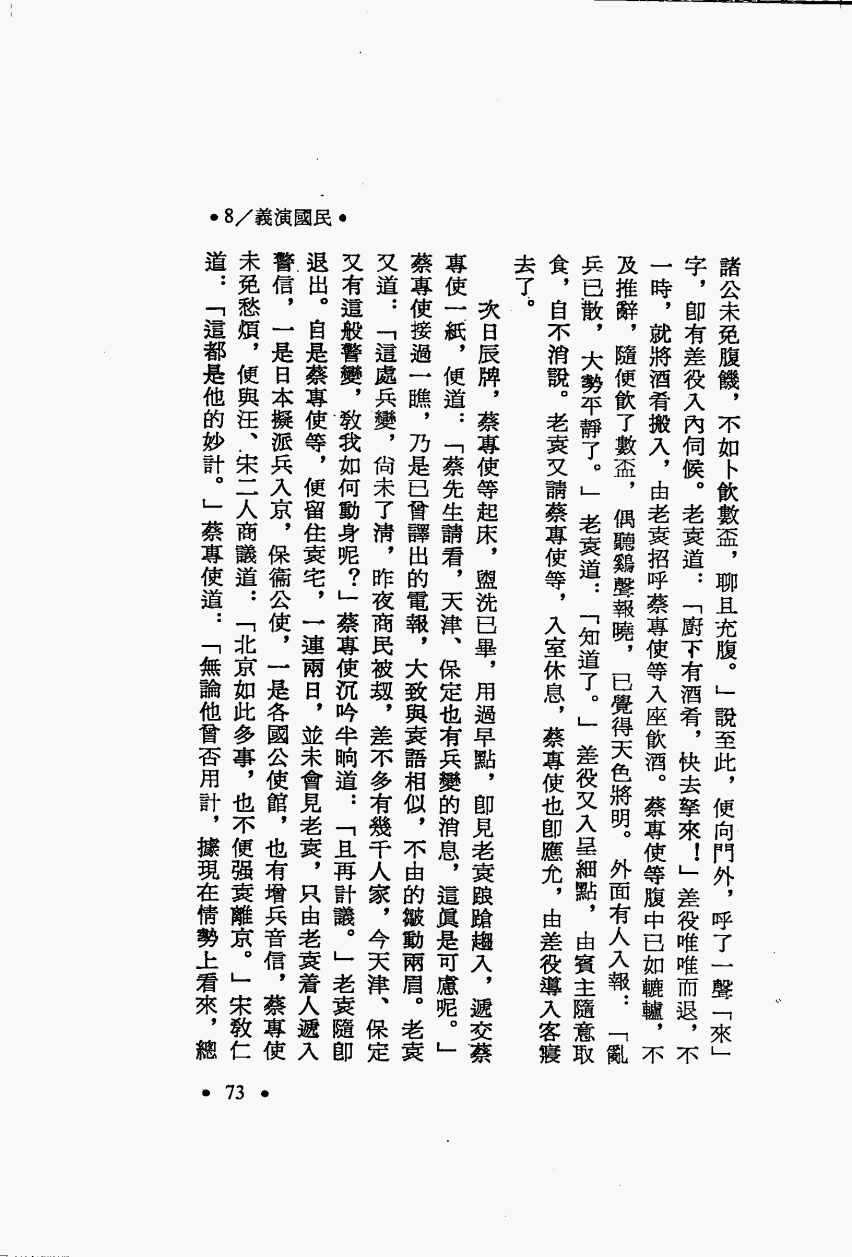 •8／義演國民•
諸公未免腹饑，不如卜飲數盃，聊且充腹。」說至此，便向門外，呼了一聲「來」
字，卽有差役入內伺候。老袁道：「廚下有酒肴，快去拏來！」差役唯唯而退，不
一時，就將酒肴搬入，由老袁招呼蔡專使等入座飲酒。蔡專使等腹中已如轆轤，不
及推辭，隨便飲了數盃，偶聽鷄聲報曉，已覺得天色將明。外面有人入報：「亂
兵已散，大勢平靜了。」老袁道：「知道了。」差役又入呈細點，由賓主隨意取
食，自不消說。老袁又請蔡專使等，入室休息，蔡專使也卽應允，由差役導入客寢
去了。
次日辰牌，蔡專使等起床，盥洗已畢，用過早點，卽見老袁踉蹌趨入，遞交蔡
專使一紙，便道：「蔡先生請看，天津、保定也有兵變的消息，這眞是可慮呢。」
蔡專使接過一瞧，乃是已曾譯出的電報，大致與袁語相似，不由的皺動兩眉。老袁
又道：「這處兵變，尙未了淸，昨夜商民被刼，差不多有幾千人家，今天津、保定
又有這般警變，敎我如何動身呢？」蔡專使沉吟半晌道：「且再計議。」老袁隨卽
退出。自是蔡專使等，便留住袁宅，一連兩日，並未會見老袁，只由老袁着人遞入
警信，一是日本擬派兵入京，保衞公使，一是各國公使館，也有增兵音信，蔡專使
未免愁煩，便與汪、宋二人商議道：「北京如此多事，也不便强袁離京。」宋敎仁
道：「這都是他的妙計。」蔡專使道：「無論他曾否用計，據現在情勢上看來，總
• 73 •